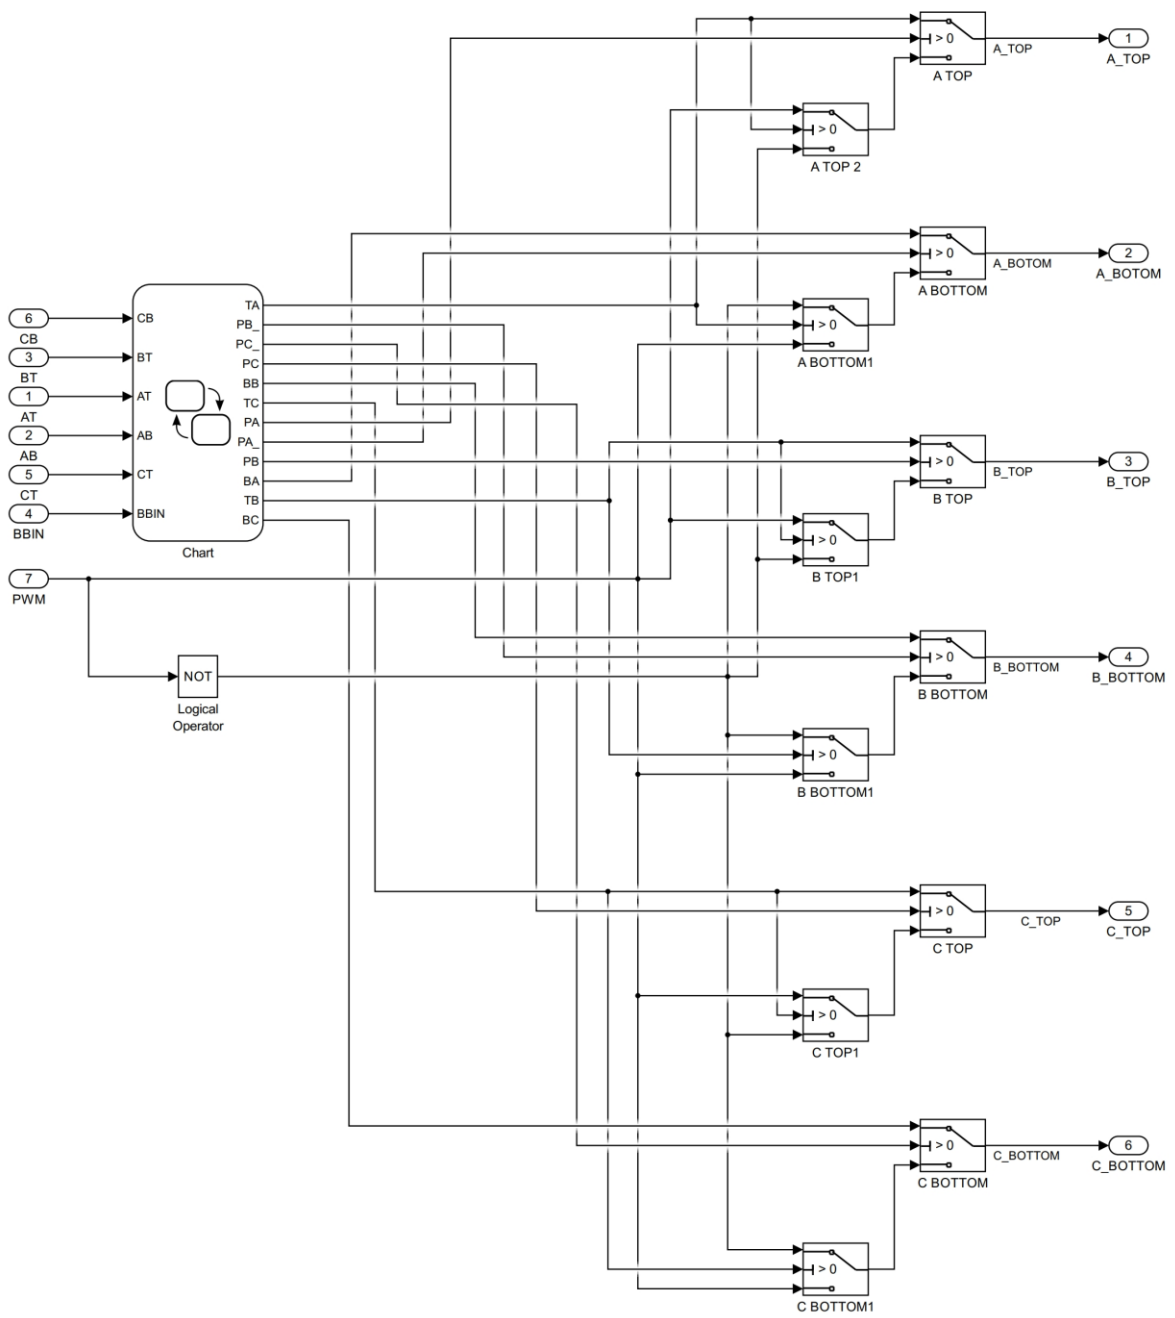 > 0
A TOP
A_TOP
1
A_TOP
> 0
A TOP 2
> 0
A BOTTOM
A_BOTOM
2
A_BOTOM
> 0
A BOTTOM1
6
CB
3
BT
1
AT
2
AB
5
CT
4
BBIN
CB
BT
AT
AB
CT
BBIN
TA
PB_
PC_
PC
BB
TC
PA
PA_
PB
BA
TB
BC
Chart
> 0
B TOP
B_TOP
3
B_TOP
> 0
B TOP1
7
PWM
NOT
Logical
Operator
> 0
B BOTTOM
B_BOTTOM
4
B_BOTTOM
> 0
B BOTTOM1
> 0
C TOP
C_TOP
5
C_TOP
> 0
C TOP1
> 0
C BOTTOM
C_BOTTOM
6
C_BOTTOM
> 0
C BOTTOM1